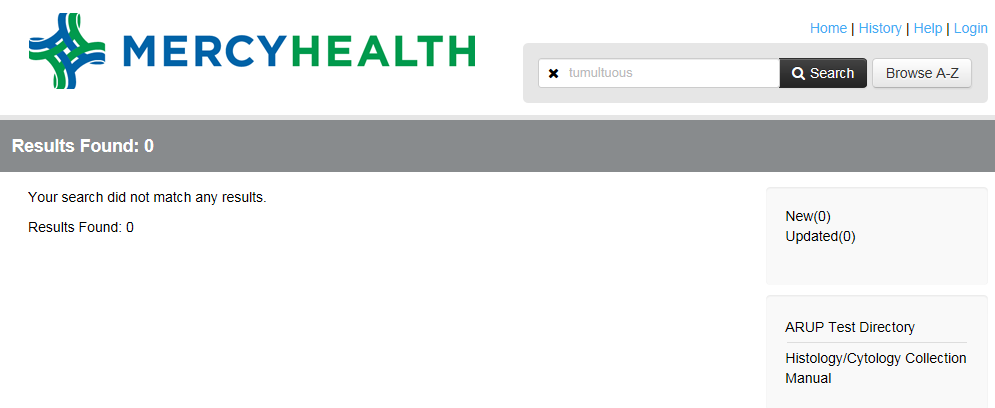 MERCYHEALTH
Home | History | Help | Login
tumultuous
Search
Browse A-Z
Results Found: 0
Your search did not match any results.
Results Found: 0
New(0)
Updated(0)
ARUP Test Directory
Histology/Cytology Collection
Manual